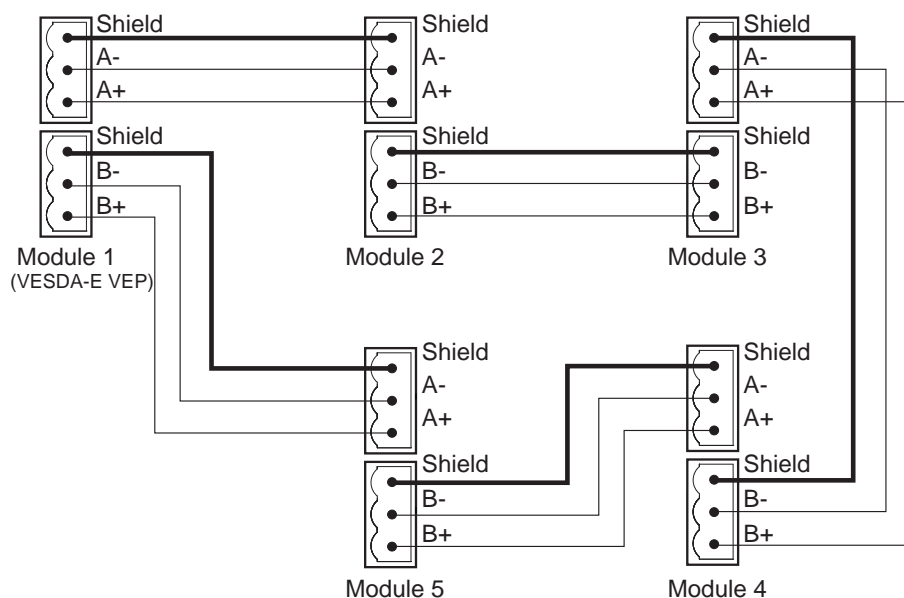 Shield
A-
A+
Shield
B-
B+
Module 1
(VESDA-E VEP)
Shield
A-
A+
Shield
B-
B+
Module 2
Shield
A-
A+
Shield
B-
B+
Module 3
Shield
A-
A+
Shield
B-
B+
Module 5
Shield
A-
A+
Shield
B-
B+
Module 4